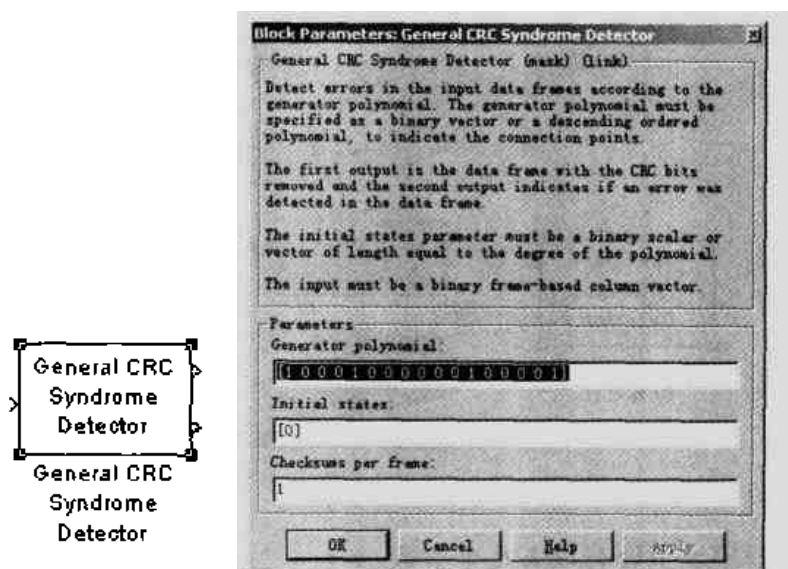 General CRC
Syndrome
Detector
General CRC
Syndrome
Detector
Block Parameters: General CRC Syndrome Detector
General CRC Syndrome Detector (mask) (link)
Detect errors in the input data frames according to the
generator polynomial. The generator polynomial must be
specified as a binary vector or a descending ordered
polynomial, to indicate the connection points.
The first output is the data frame with the CRC bits
removed and the second output indicates if an error was
detected in the data frame.
The initial states parameter must be a binary scalar or
vector of length equal to the degree of the polynomial.
The input must be a binary frame-based column vector.
Parameters
Generator polynomial:
[1 0 0 0 1 0 0 0 0 0 0 1 0 0 0 0 1]
Initial states:
[0]
Checksums per frame:
1
OK
Cancel
Help
Apply